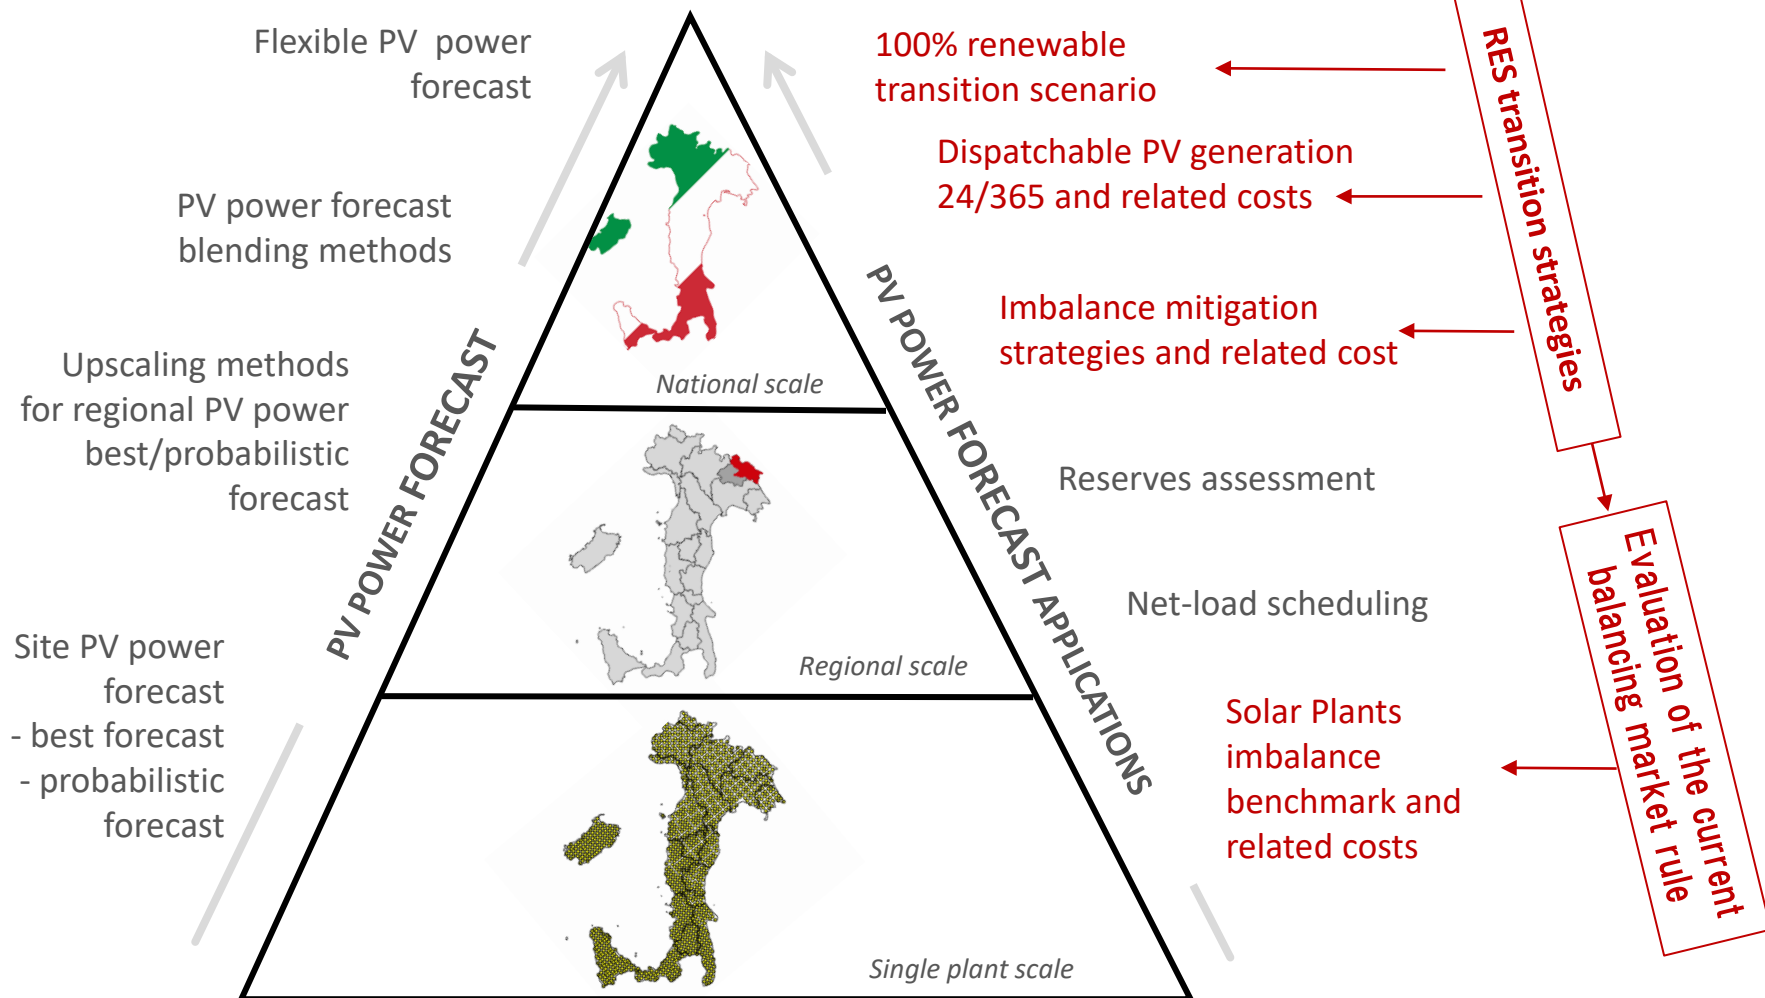 Flexible PV power
forecast
PV power forecast
blending methods
Upscaling methods
for regional PV power
best/probabilistic
forecast
Site PV power
forecast
- best forecast
- probabilistic
forecast
PV POWER FORECAST
National scale
Regional scale
Single plant scale
PV POWER FORECAST APPLICATIONS
100% renewable
transition scenario
Dispatchable PV generation
24/365 and related costs
Imbalance mitigation
strategies and related cost
Reserves assessment
Net-load scheduling
Solar Plants
imbalance
benchmark and
related costs
RES transition strategies
Evaluation of the current
balancing market rule